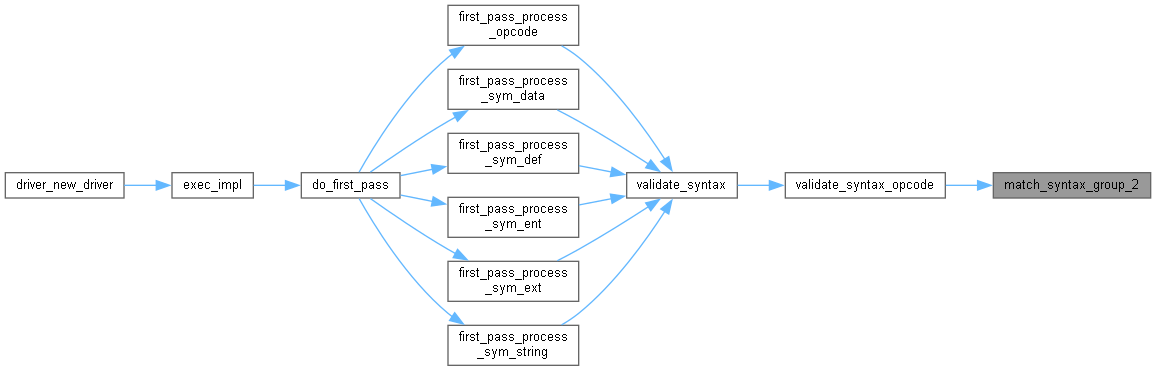 first_pass_process
_opcode
first_pass_process
_sym_data
first_pass_process
_sym_def
driver_new_driver
exec_impl
do_first_pass
validate_syntax
validate_syntax_opcode
match_syntax_group_2
first_pass_process
_sym_ent
first_pass_process
_sym_ext
first_pass_process
_sym_string